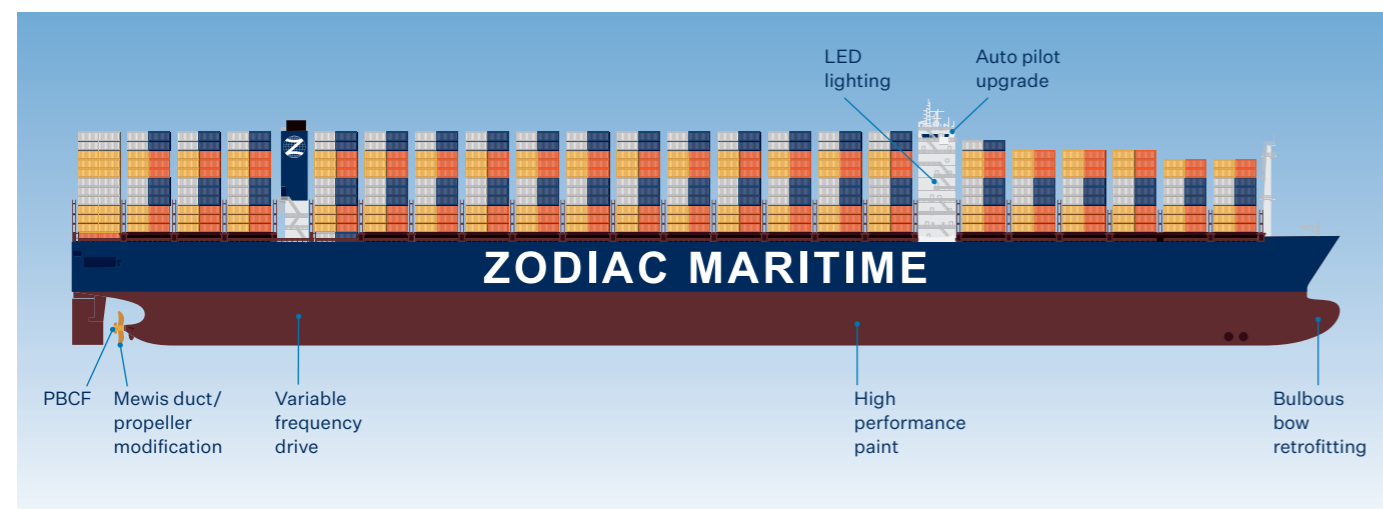 LED
lighting
Auto pilot
upgrade
Z
ZODIAC MARITIME
PBCF
Mewis duct/
propeller
modification
Variable
frequency
drive
High
performance
paint
Bulbous
bow
retrofitting